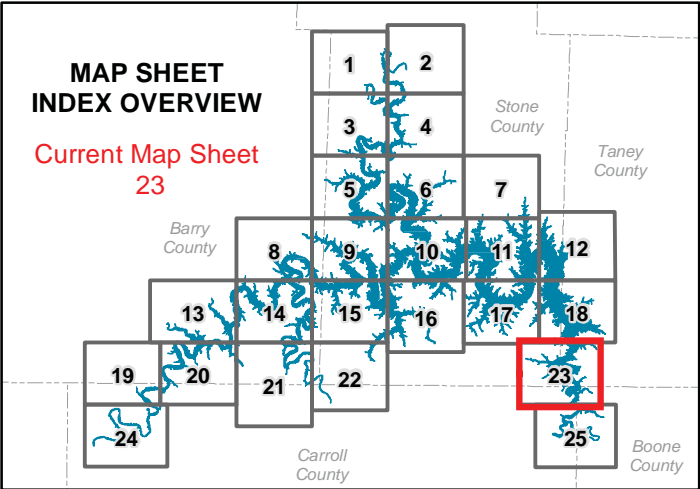 MAP SHEET
INDEX OVERVIEW
Current Map Sheet
23
1
2
3
4
Stone
County
Taney
County
5
6
7
Barry
County
8
9
10
11
12
13
14
15
16
17
18
19
20
21
22
23
24
25
Carroll
County
Boone
County